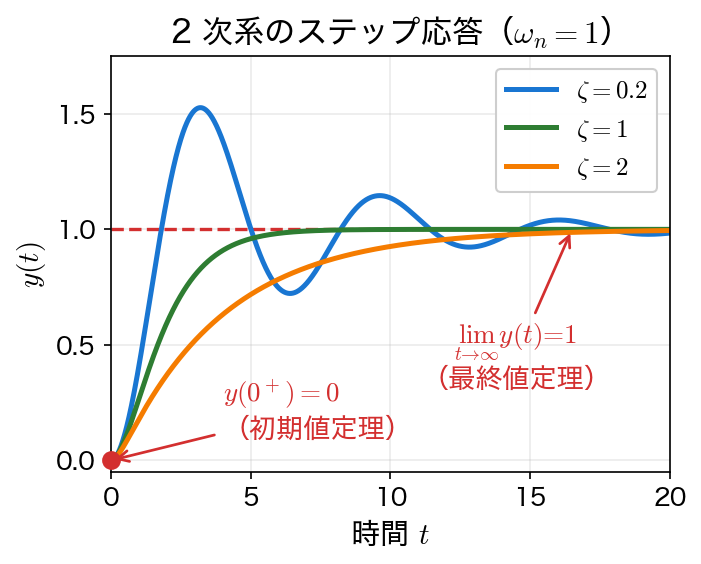 2 次系のステップ応答（ωₙ = 1）
ζ = 0.2
ζ = 1
ζ = 2
1.5
1.0
0.5
0.0
y(t)
lim y(t)=1
t→∞
（最終値定理）
y(0⁺) = 0
（初期値定理）
0 5 10 15 20
時間 t